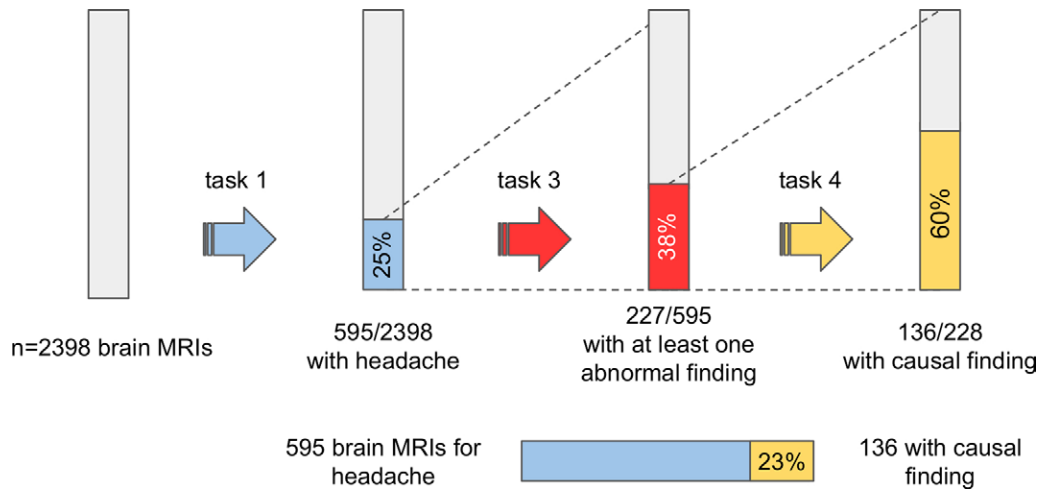 task 1
task 3
task 4
25%
38%
60%
n=2398 brain MRIs
595/2398
with headache
227/595
with at least one
abnormal finding
136/228
with causal finding
595 brain MRIs for
headache
23%
136 with causal
finding